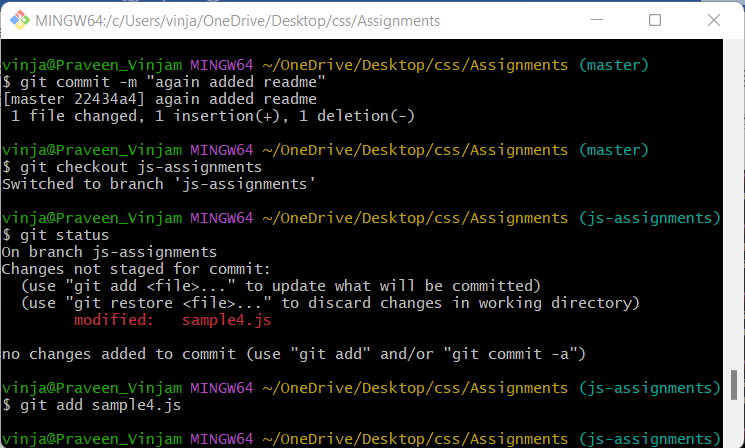 MINGW64:/c/Users/vinja/OneDrive/Desktop/css/Assignments
vinja@Praveen_Vinjam MINGW64 ~/OneDrive/Desktop/css/Assignments (master)
$ git commit -m "again added readme"
[master 22434a4] again added readme
 1 file changed, 1 insertion(+), 1 deletion(-)
vinja@Praveen_Vinjam MINGW64 ~/OneDrive/Desktop/css/Assignments (master)
$ git checkout js-assignments
Switched to branch 'js-assignments'
vinja@Praveen_Vinjam MINGW64 ~/OneDrive/Desktop/css/Assignments (js-assignments)
$ git status
On branch js-assignments
Changes not staged for commit:
  (use "git add <file>..." to update what will be committed)
  (use "git restore <file>..." to discard changes in working directory)
        modified:   sample4.js
no changes added to commit (use "git add" and/or "git commit -a")
vinja@Praveen_Vinjam MINGW64 ~/OneDrive/Desktop/css/Assignments (js-assignments)
$ git add sample4.js
vinja@Praveen_Vinjam MINGW64 ~/OneDrive/Desktop/css/Assignments (js-assignments)